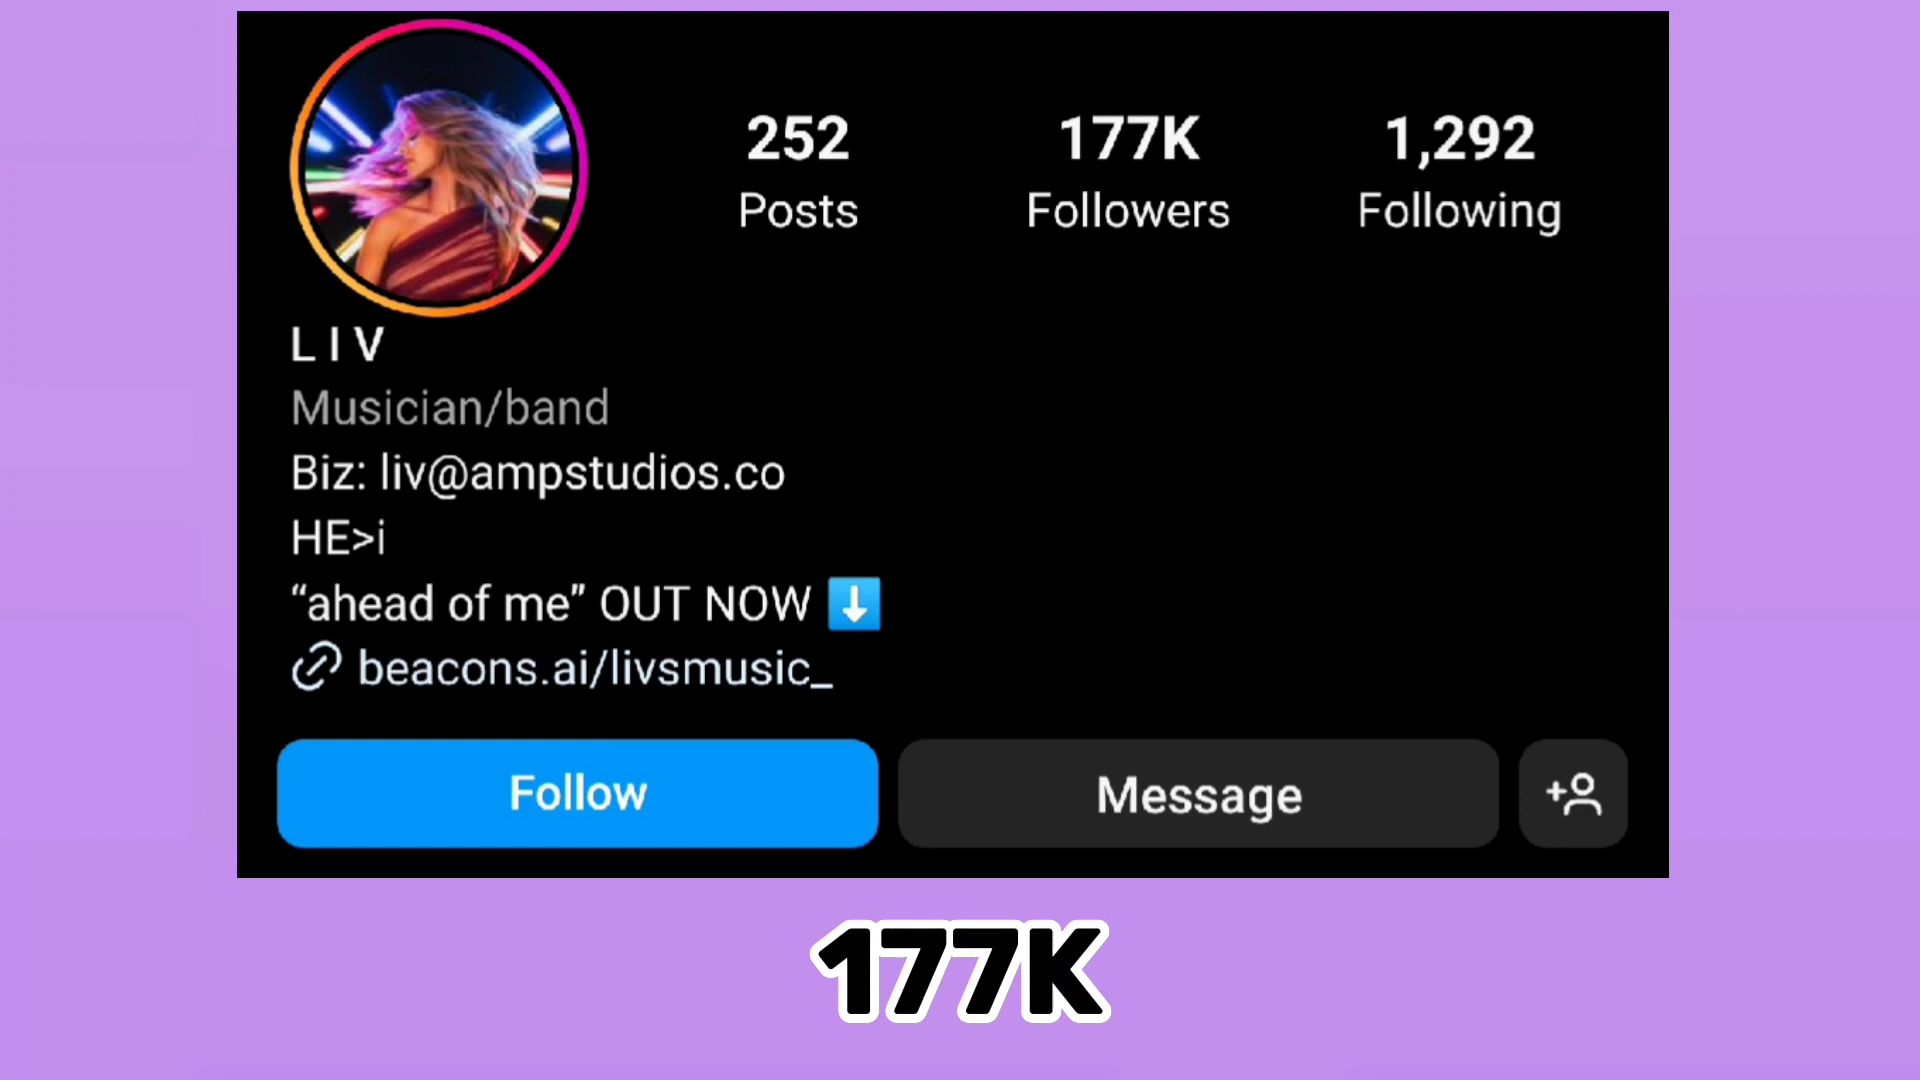 252 177K 1,292
Posts Followers Following
L I V
Musician/band
Biz: liv@ampstudios.co
HE>i
“ahead of me” OUT NOW ⬇️
beacons.ai/livsmusic_
Follow Message
177K